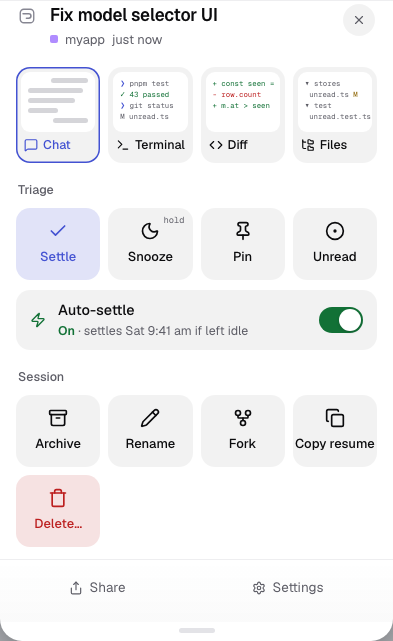 Fix model selector UI
myapp just now
❯ pnpm test
✓ 43 passed
❯ git status
M unread.ts
+ const seen =
- row.count
+ m.at > seen
▾ stores
unread.ts M
▾ test
unread.test.ts
Chat
Terminal
Diff
Files
Triage
Settle
hold
Snooze
Pin
Unread
Auto-settle
On · settles Sat 9:41 am if left idle
Session
Archive
Rename
Fork
Copy resume
Delete…
Share
Settings